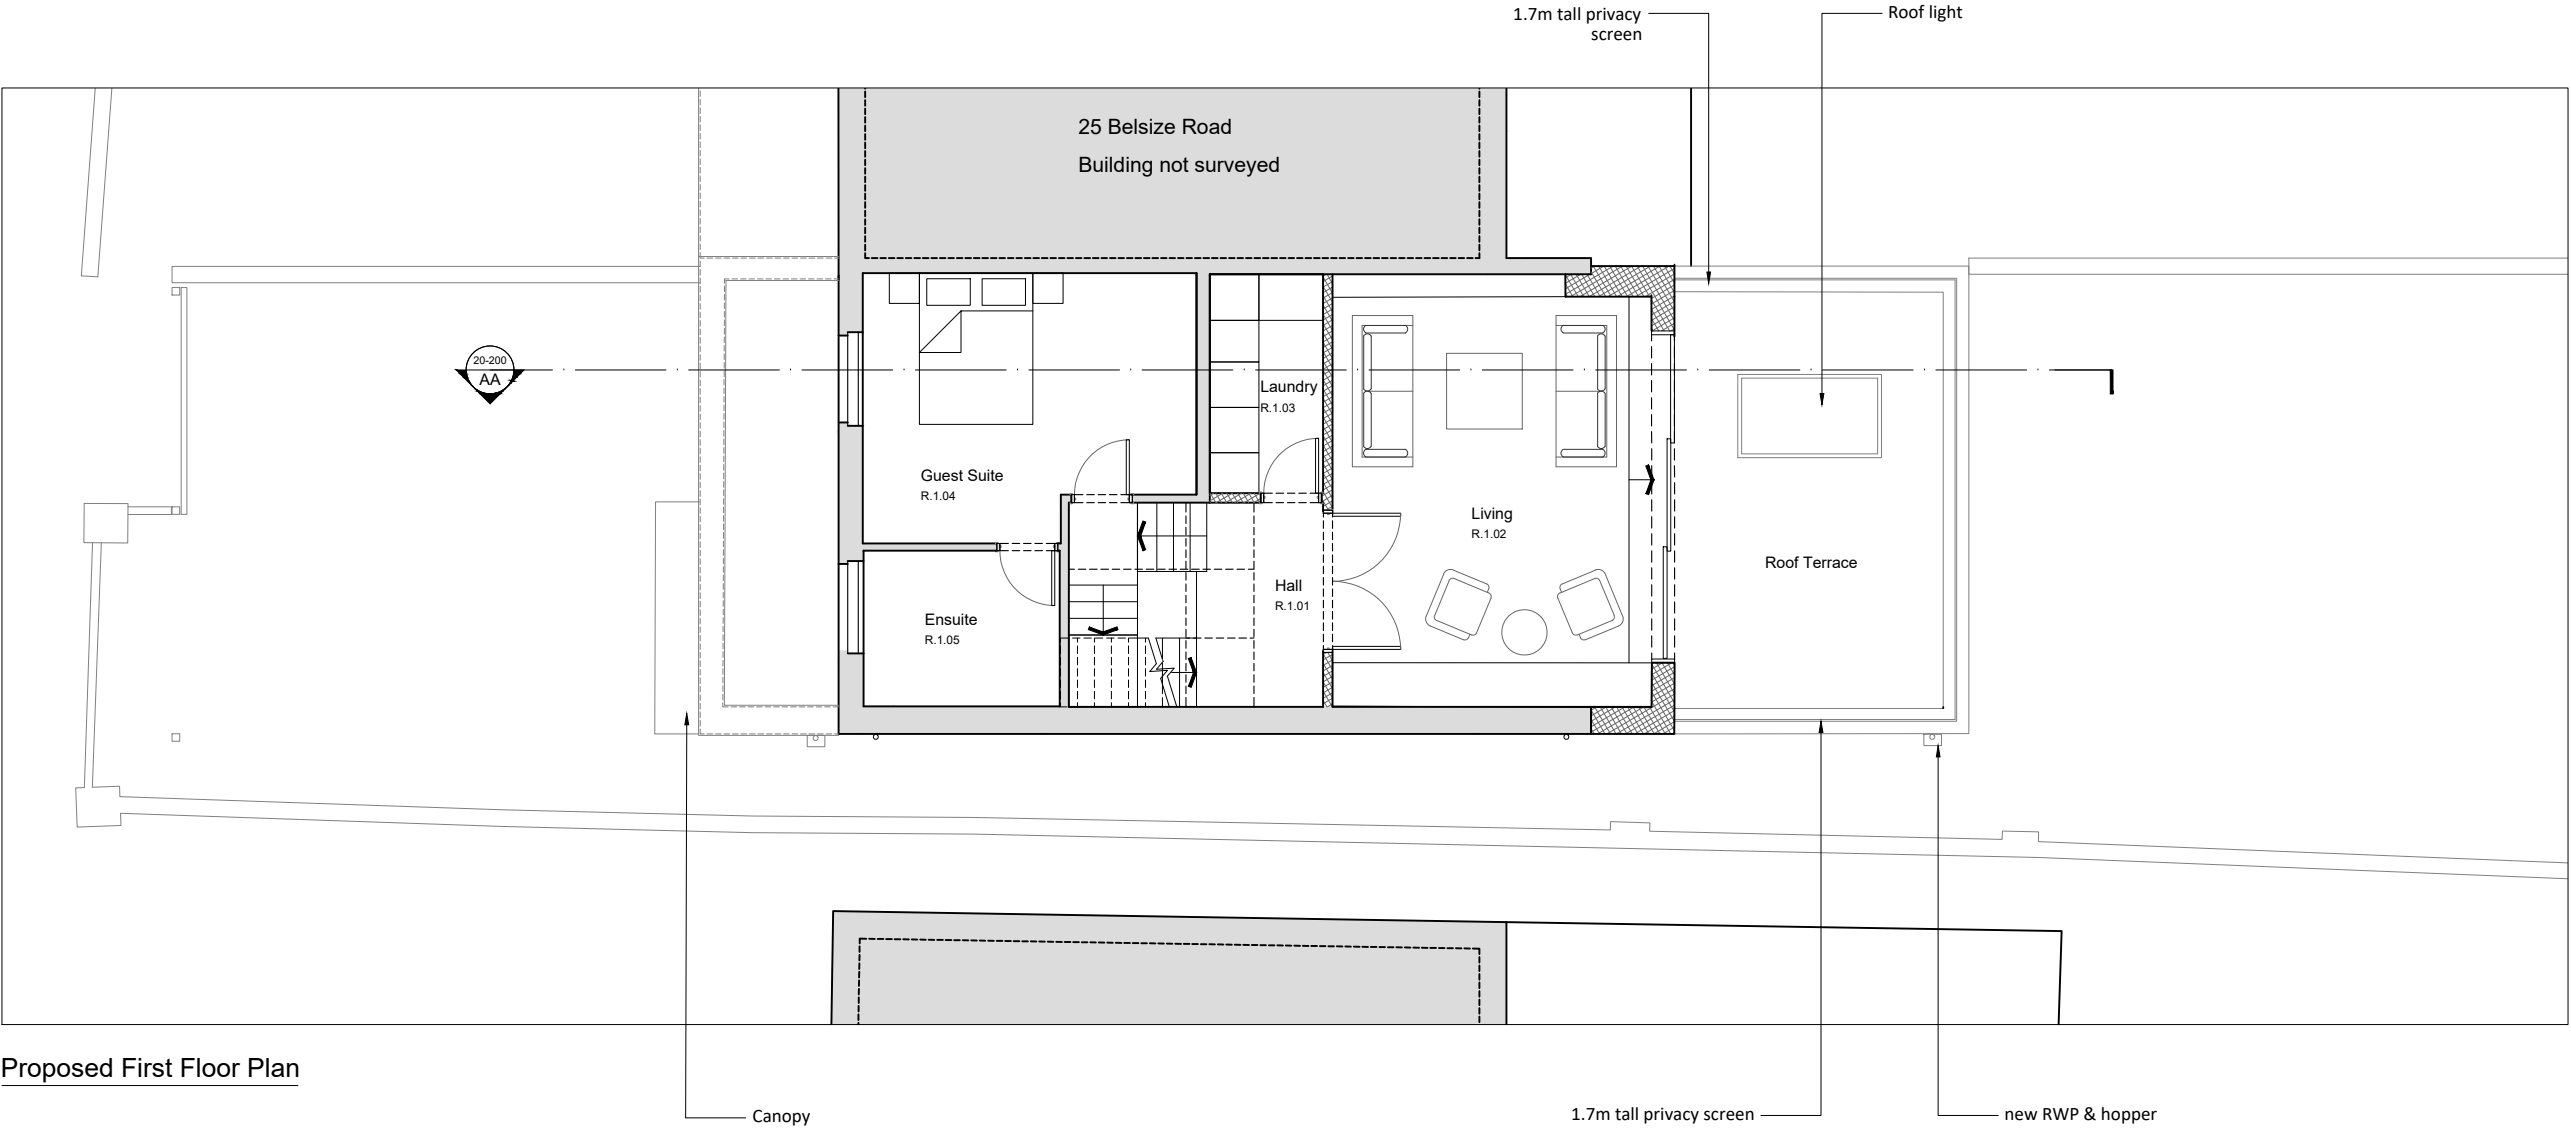 1.7m tall privacy
screen
Roof light
25 Belsize Road
Building not surveyed
20-200
AA
Laundry
R.1.03
Guest Suite
R.1.04
Living
R.1.02
Roof Terrace
Hall
R.1.01
Ensuite
R.1.05
Proposed First Floor Plan
Canopy
1.7m tall privacy screen
new RWP & hopper